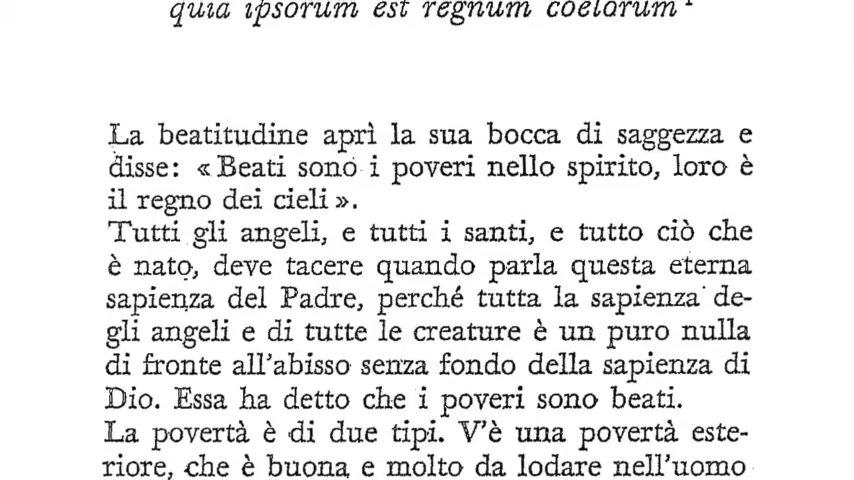 quia ipsorum est regnum coelorum¹
La beatitudine aprì la sua bocca di saggezza e
disse: «Beati sono i poveri nello spirito, loro è
il regno dei cieli».
Tutti gli angeli, e tutti i santi, e tutto ciò che
è nato, deve tacere quando parla questa eterna
sapienza del Padre, perché tutta la sapienza de-
gli angeli e di tutte le creature è un puro nulla
di fronte all'abisso senza fondo della sapienza di
Dio. Essa ha detto che i poveri sono beati.
La povertà è di due tipi. V'è una povertà este-
riore, che è buona e molto da lodare nell'uomo